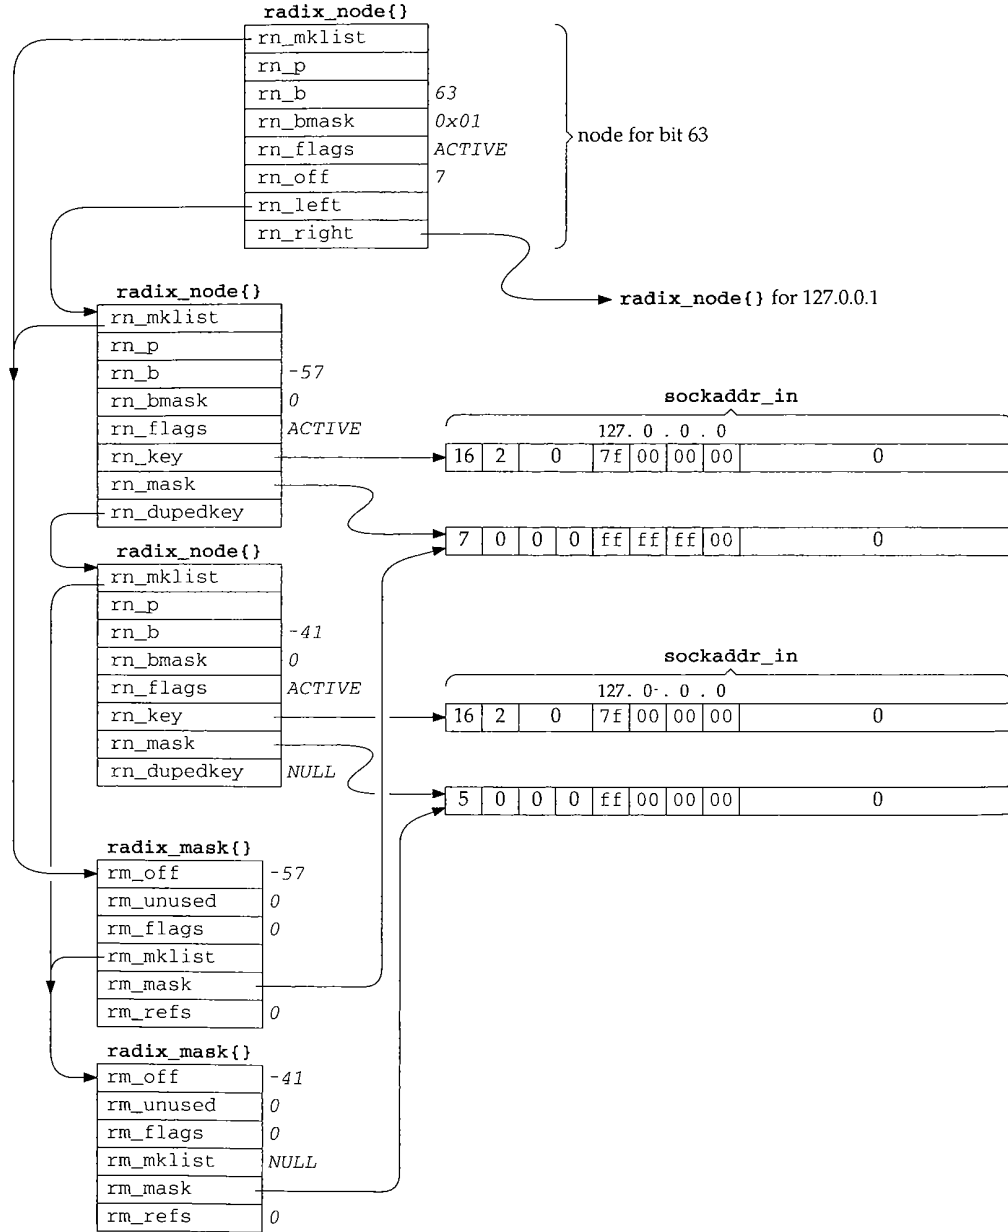 radix_node{}
rn_mklist
rn_p
rn_b 63
rn_bmask 0x01
rn_flags ACTIVE
rn_off 7
rn_left
rn_right
node for bit 63
radix_node{} for 127.0.0.1
radix_node{}
rn_mklist
rn_p
rn_b -57
rn_bmask 0
rn_flags ACTIVE
rn_key
rn_mask
rn_dupedkey
sockaddr_in
127. 0 . 0 . 0
16 2 0 7f 00 00 00 0
7 0 0 0 ff ff ff 00 0
radix_node{}
rn_mklist
rn_p
rn_b -41
rn_bmask 0
rn_flags ACTIVE
rn_key
rn_mask
rn_dupedkey NULL
sockaddr_in
127. 0-. 0 . 0
16 2 0 7f 00 00 00 0
5 0 0 0 ff 00 00 00 0
radix_mask{}
rm_off -57
rm_unused 0
rm_flags 0
rm_mklist
rm_mask
rm_refs 0
radix_mask{}
rm_off -41
rm_unused 0
rm_flags 0
rm_mklist NULL
rm_mask
rm_refs 0